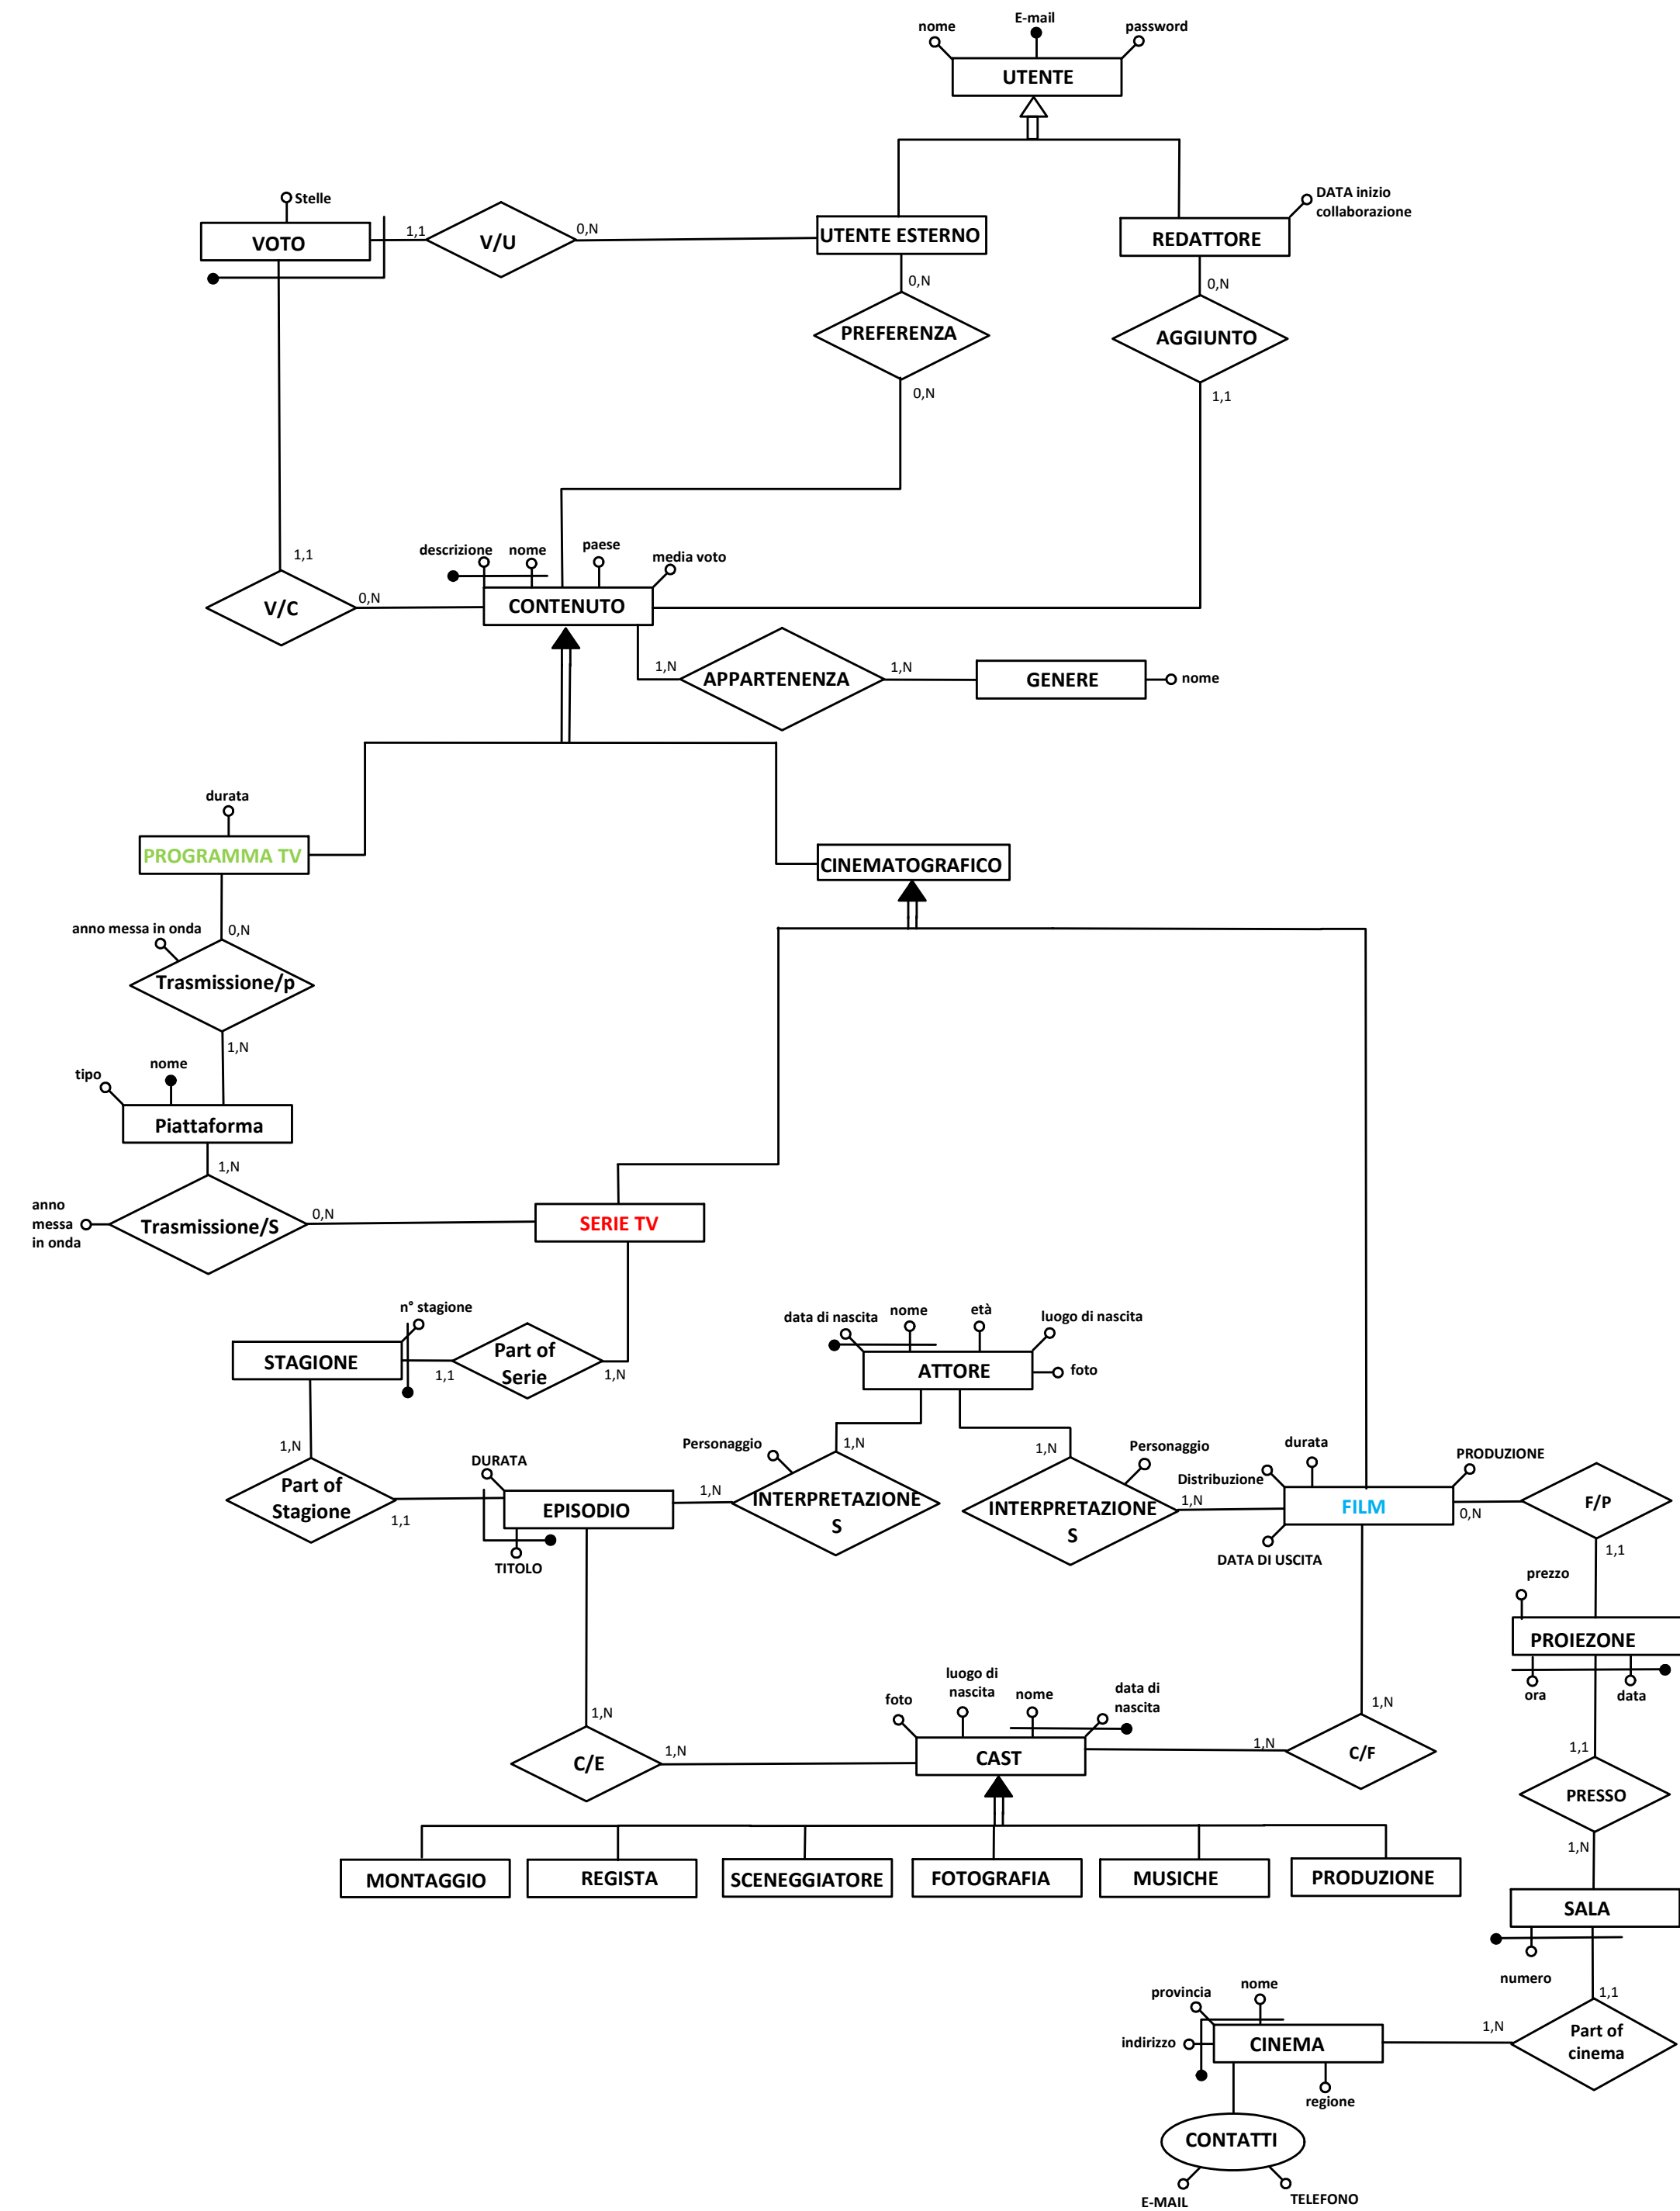 E-mail
nome
password
UTENTE
Stelle
DATA inizio
collaborazione
VOTO
1,1
V/U
0,N
UTENTE ESTERNO
REDATTORE
0,N
0,N
PREFERENZA
AGGIUNTO
0,N
1,1
1,1
descrizione
nome
paese
media voto
V/C
0,N
CONTENUTO
1,N
APPARTENENZA
1,N
GENERE
nome
durata
PROGRAMMA TV
CINEMATOGRAFICO
anno messa in onda
0,N
Trasmissione/p
1,N
nome
tipo
Piattaforma
1,N
anno
messa
in onda
Trasmissione/S
0,N
SERIE TV
n° stagione
data di nascita
nome
età
luogo di nascita
STAGIONE
1,1
Part of
Serie
1,N
ATTORE
foto
1,N
Personaggio
1,N
1,N
Personaggio
durata
PRODUZIONE
DURATA
Part of
Stagione
1,1
EPISODIO
1,N
INTERPRETAZIONE
S
INTERPRETAZIONE
S
Distribuzione
1,N
FILM
0,N
F/P
TITOLO
DATA DI USCITA
1,1
prezzo
PROIEZONE
ora
data
luogo di
nascita
foto
nome
data di
nascita
1,N
1,N
C/E
1,N
CAST
1,N
C/F
1,1
PRESSO
1,N
MONTAGGIO
REGISTA
SCENEGGIATORE
FOTOGRAFIA
MUSICHE
PRODUZIONE
SALA
numero
1,1
provincia
nome
indirizzo
CINEMA
1,N
Part of
cinema
regione
CONTATTI
E-MAIL
TELEFONO